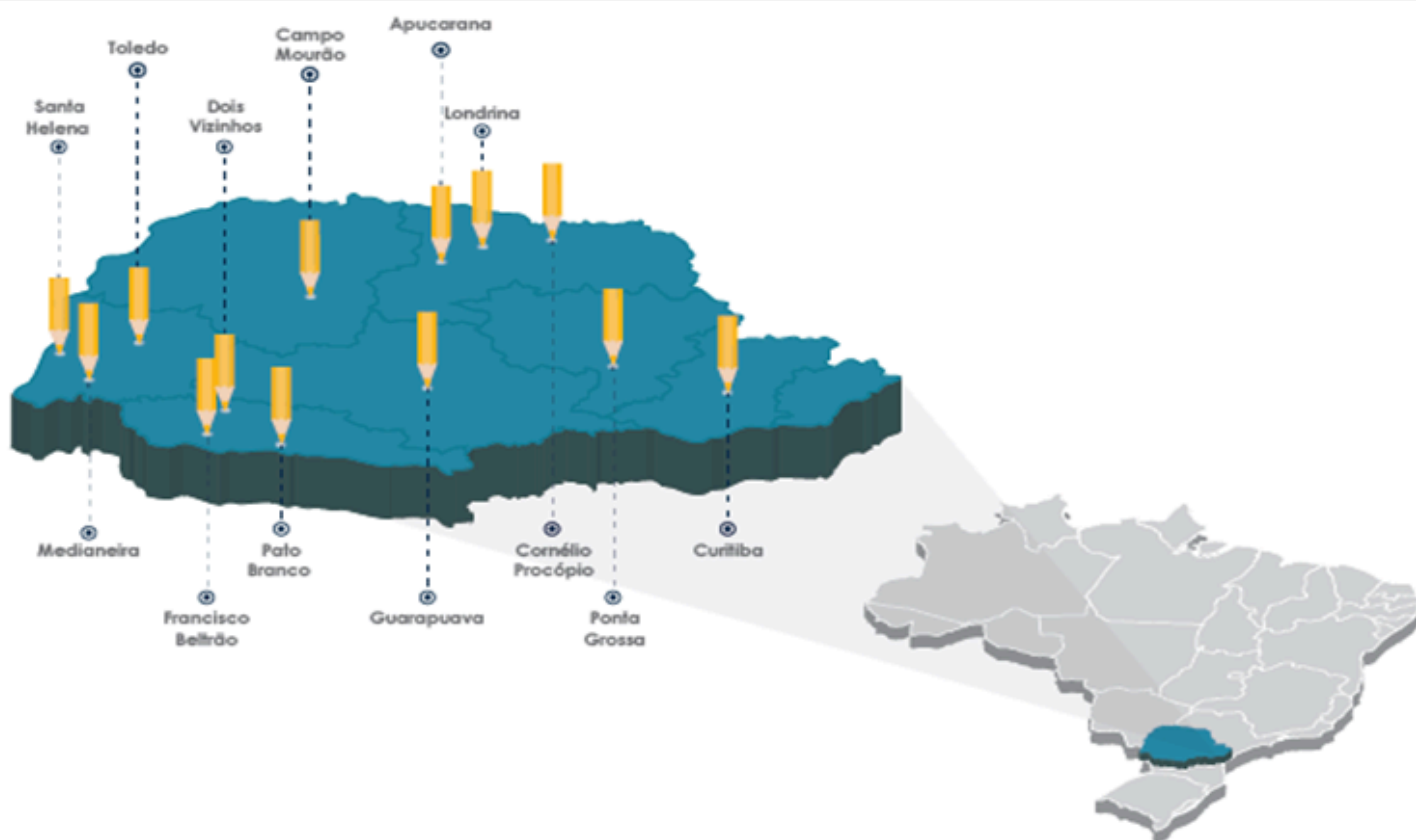 Apucarana
Campo
Mourão
Toledo
Santa
Helena
Dois
Vizinhos
Londrina
Medianeira
Pato
Branco
Cornélio
Procópio
Curitiba
Francisco
Beltrão
Guarapuava
Ponta
Grossa